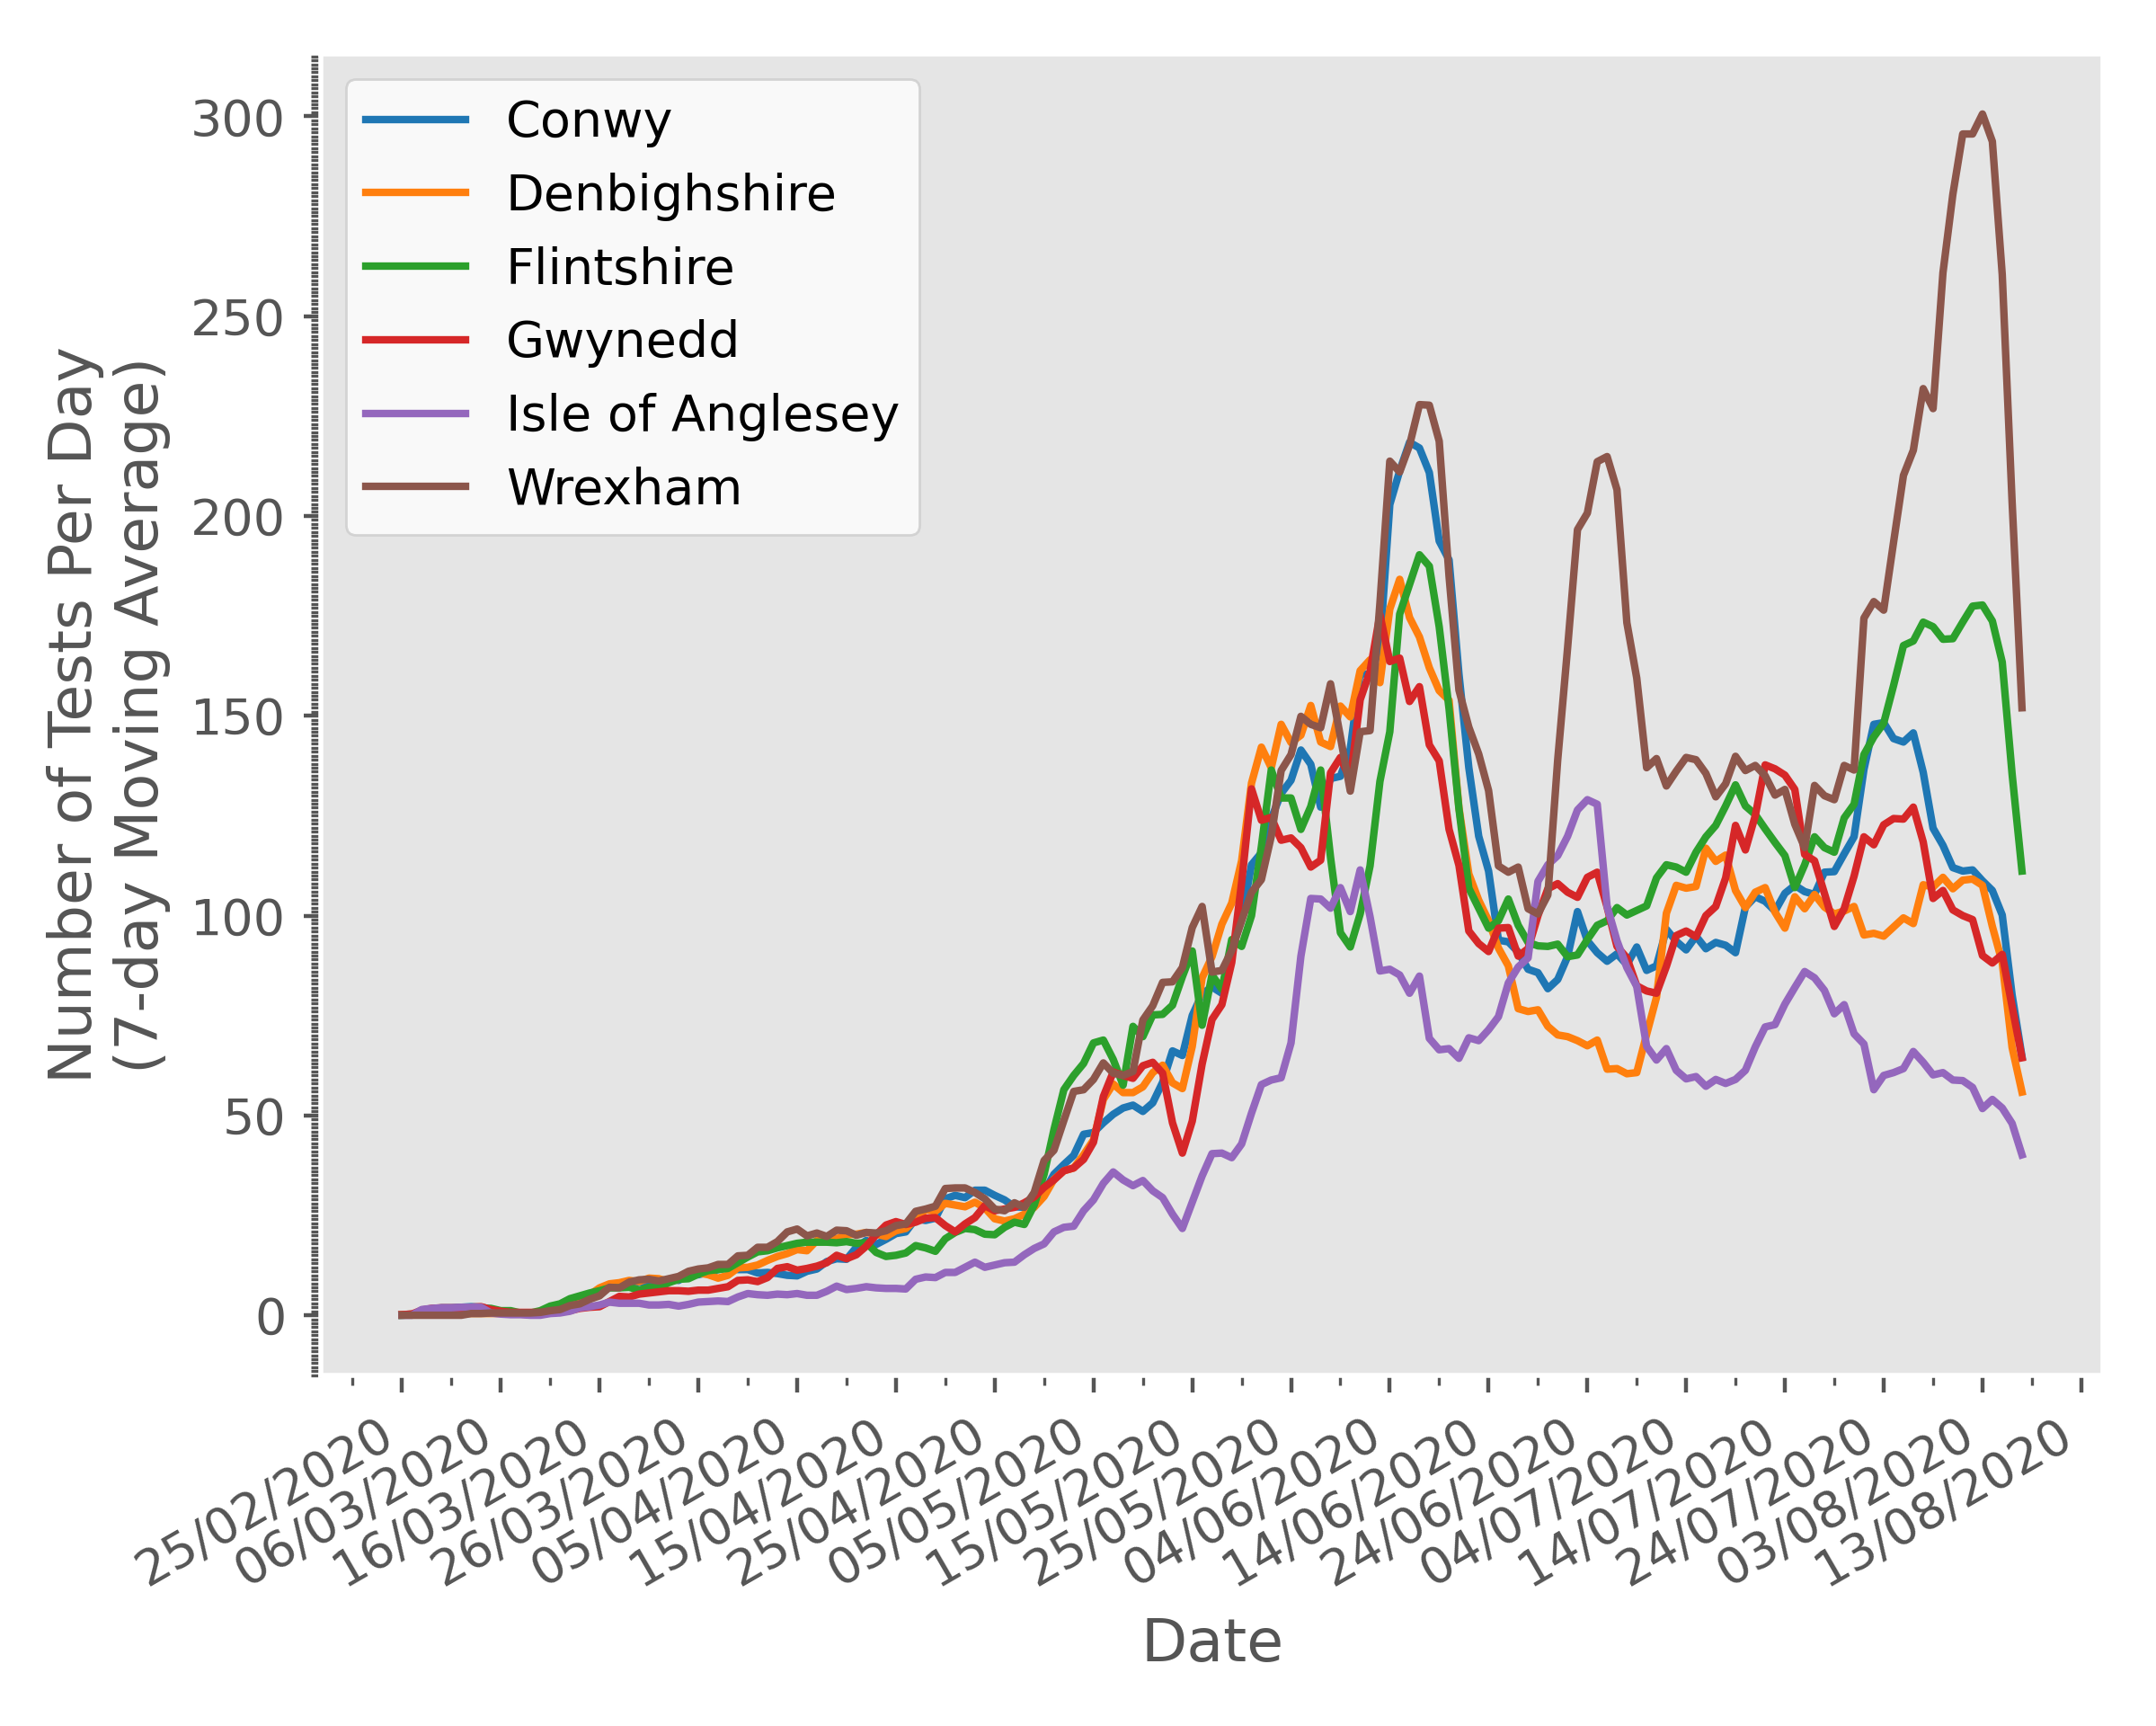 Number of Tests Per Day
(7-day Moving Average)
300
250
200
150
100
50
0
Conwy
Denbighshire
Flintshire
Gwynedd
Isle of Anglesey
Wrexham
25/02/2020
06/03/2020
16/03/2020
26/03/2020
05/04/2020
15/04/2020
25/04/2020
05/05/2020
15/05/2020
25/05/2020
04/06/2020
14/06/2020
24/06/2020
04/07/2020
14/07/2020
24/07/2020
03/08/2020
13/08/2020
Date